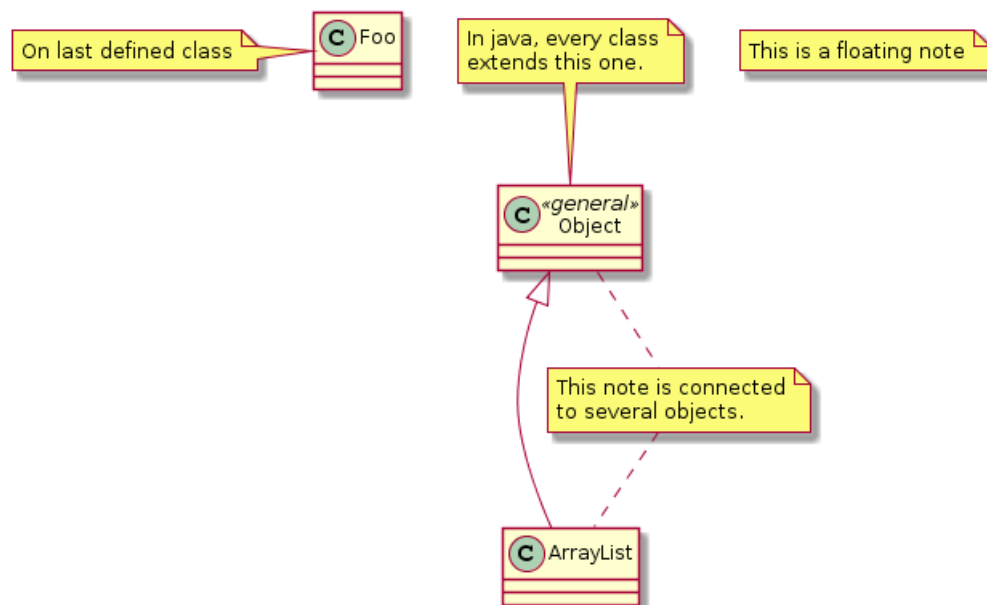 On last defined class
C Foo
In java, every class
extends this one.
This is a floating note
C «general»
Object
This note is connected
to several objects.
C ArrayList